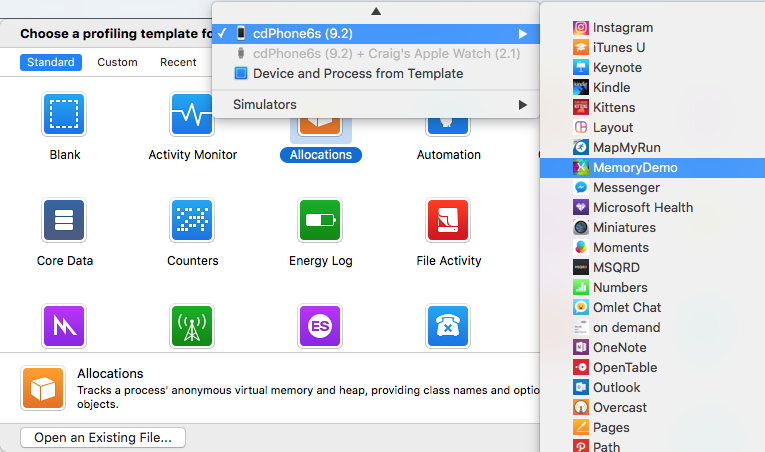 Choose a profiling template fo
cdPhone6s (9.2)
cdPhone6s (9.2) + Craig's Apple Watch (2.1)
Device and Process from Template
Simulators
Standard
Custom
Recent
Blank
Activity Monitor
Allocations
Automation
Core Data
Counters
Energy Log
File Activity
ES
Allocations
Tracks a process' anonymous virtual memory and heap, providing class names and optio
objects.
Open an Existing File...
Instagram
iTunes U
Keynote
Kindle
Kittens
Layout
MapMyRun
MemoryDemo
Messenger
Microsoft Health
Miniatures
Moments
MSQRD
Numbers
Omlet Chat
on demand
OneNote
OpenTable
Outlook
Overcast
Pages
Path